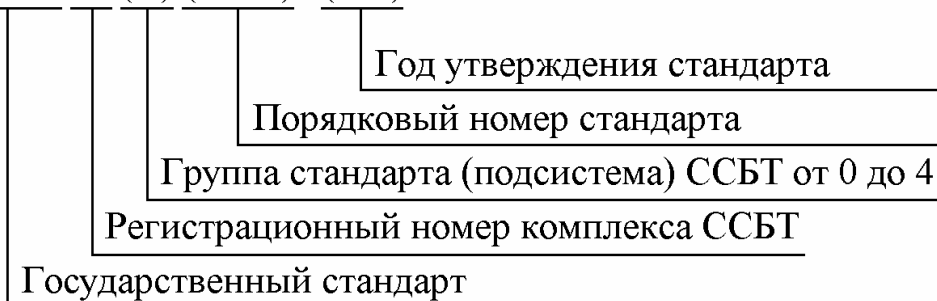 Год утверждения стандарта
Порядковый номер стандарта
Группа стандарта (подсистема) ССБТ от 0 до 4
Регистрационный номер комплекса ССБТ
Государственный стандарт